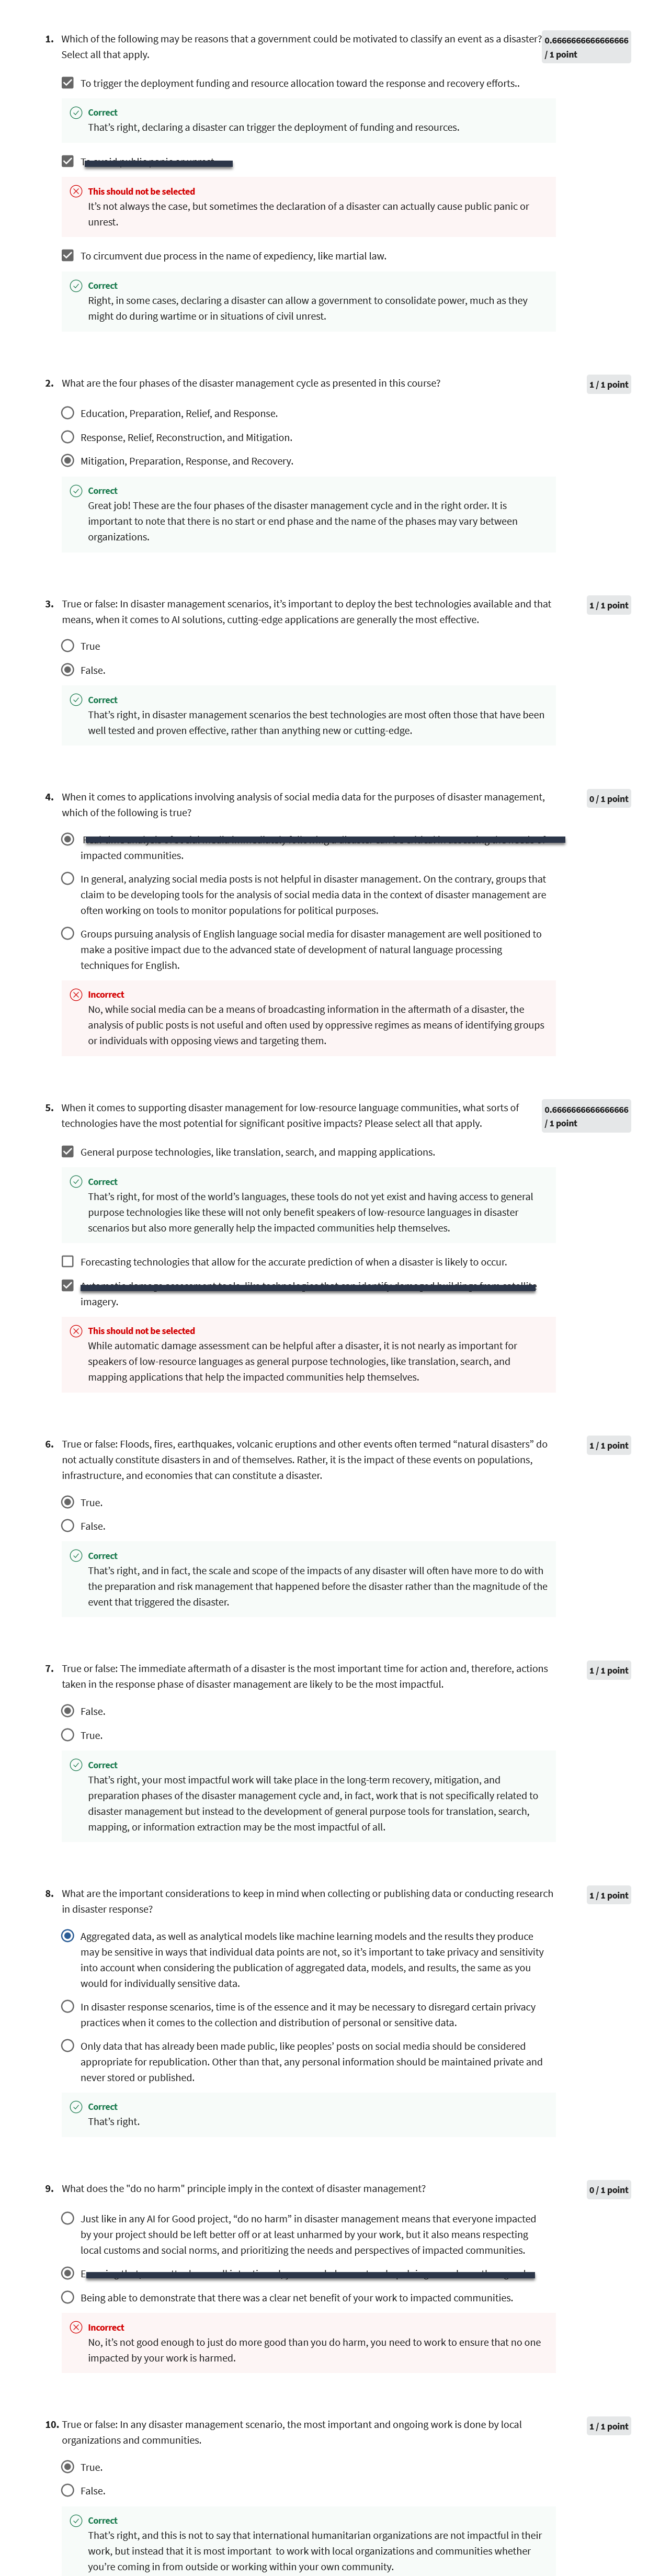 1. Which of the following may be reasons that a government could be motivated to classify an event as a disaster?
Select all that apply.
0.6666666666666666
/ 1 point
To trigger the deployment funding and resource allocation toward the response and recovery efforts..
Correct
That's right, declaring a disaster can trigger the deployment of funding and resources.
This should not be selected
It's not always the case, but sometimes the declaration of a disaster can actually cause public panic or
unrest.
To circumvent due process in the name of expediency, like martial law.
Correct
Right, in some cases, declaring a disaster can allow a government to consolidate power, much as they
might do during wartime or in situations of civil unrest.
2. What are the four phases of the disaster management cycle as presented in this course?
1 / 1 point
Education, Preparation, Relief, and Response.
Response, Relief, Reconstruction, and Mitigation.
Mitigation, Preparation, Response, and Recovery.
Correct
Great job! These are the four phases of the disaster management cycle and in the right order. It is
important to note that there is no start or end phase and the name of the phases may vary between
organizations.
3. True or false: In disaster management scenarios, it's important to deploy the best technologies available and that
means, when it comes to AI solutions, cutting-edge applications are generally the most effective.
1 / 1 point
True
False.
Correct
That's right, in disaster management scenarios the best technologies are most often those that have been
well tested and proven effective, rather than anything new or cutting-edge.
4. When it comes to applications involving analysis of social media data for the purposes of disaster management,
which of the following is true?
0 / 1 point
impacted communities.
In general, analyzing social media posts is not helpful in disaster management. On the contrary, groups that
claim to be developing tools for the analysis of social media data in the context of disaster management are
often working on tools to monitor populations for political purposes.
Groups pursuing analysis of English language social media for disaster management are well positioned to
make a positive impact due to the advanced state of development of natural language processing
techniques for English.
Incorrect
No, while social media can be a means of broadcasting information in the aftermath of a disaster, the
analysis of public posts is not useful and often used by oppressive regimes as means of identifying groups
or individuals with opposing views and targeting them.
5. When it comes to supporting disaster management for low-resource language communities, what sorts of
technologies have the most potential for significant positive impacts? Please select all that apply.
0.6666666666666666
/ 1 point
General purpose technologies, like translation, search, and mapping applications.
Correct
That's right, for most of the world's languages, these tools do not yet exist and having access to general
purpose technologies like these will not only benefit speakers of low-resource languages in disaster
scenarios but also more generally help the impacted communities help themselves.
Forecasting technologies that allow for the accurate prediction of when a disaster is likely to occur.
imagery.
This should not be selected
While automatic damage assessment can be helpful after a disaster, it is not nearly as important for
speakers of low-resource languages as general purpose technologies, like translation, search, and
mapping applications that help the impacted communities help themselves.
6. True or false: Floods, fires, earthquakes, volcanic eruptions and other events often termed “natural disasters” do
not actually constitute disasters in and of themselves. Rather, it is the impact of these events on populations,
infrastructure, and economies that can constitute a disaster.
1 / 1 point
True.
False.
Correct
That's right, and in fact, the scale and scope of the impacts of any disaster will often have more to do with
the preparation and risk management that happened before the disaster rather than the magnitude of the
event that triggered the disaster.
7. True or false: The immediate aftermath of a disaster is the most important time for action and, therefore, actions
taken in the response phase of disaster management are likely to be the most impactful.
1 / 1 point
False.
True.
Correct
That's right, your most impactful work will take place in the long-term recovery, mitigation, and
preparation phases of the disaster management cycle and, in fact, work that is not specifically related to
disaster management but instead to the development of general purpose tools for translation, search,
mapping, or information extraction may be the most impactful of all.
8. What are the important considerations to keep in mind when collecting or publishing data or conducting research
in disaster response?
1 / 1 point
Aggregated data, as well as analytical models like machine learning models and the results they produce
may be sensitive in ways that individual data points are not, so it's important to take privacy and sensitivity
into account when considering the publication of aggregated data, models, and results, the same as you
would for individually sensitive data.
In disaster response scenarios, time is of the essence and it may be necessary to disregard certain privacy
practices when it comes to the collection and distribution of personal or sensitive data.
Only data that has already been made public, like peoples' posts on social media should be considered
appropriate for republication. Other than that, any personal information should be maintained private and
never stored or published.
Correct
That's right.
9. What does the "do no harm" principle imply in the context of disaster management?
0 / 1 point
Just like in any AI for Good project, “do no harm” in disaster management means that everyone impacted
by your project should be left better off or at least unharmed by your work, but it also means respecting
local customs and social norms, and prioritizing the needs and perspectives of impacted communities.
Being able to demonstrate that there was a clear net benefit of your work to impacted communities.
Incorrect
No, it's not good enough to just do more good than you do harm, you need to work to ensure that no one
impacted by your work is harmed.
10. True or false: In any disaster management scenario, the most important and ongoing work is done by local
organizations and communities.
1 / 1 point
True.
False.
Correct
That's right, and this is not to say that international humanitarian organizations are not impactful in their
work, but instead that it is most important to work with local organizations and communities whether
you're coming in from outside or working within your own community.